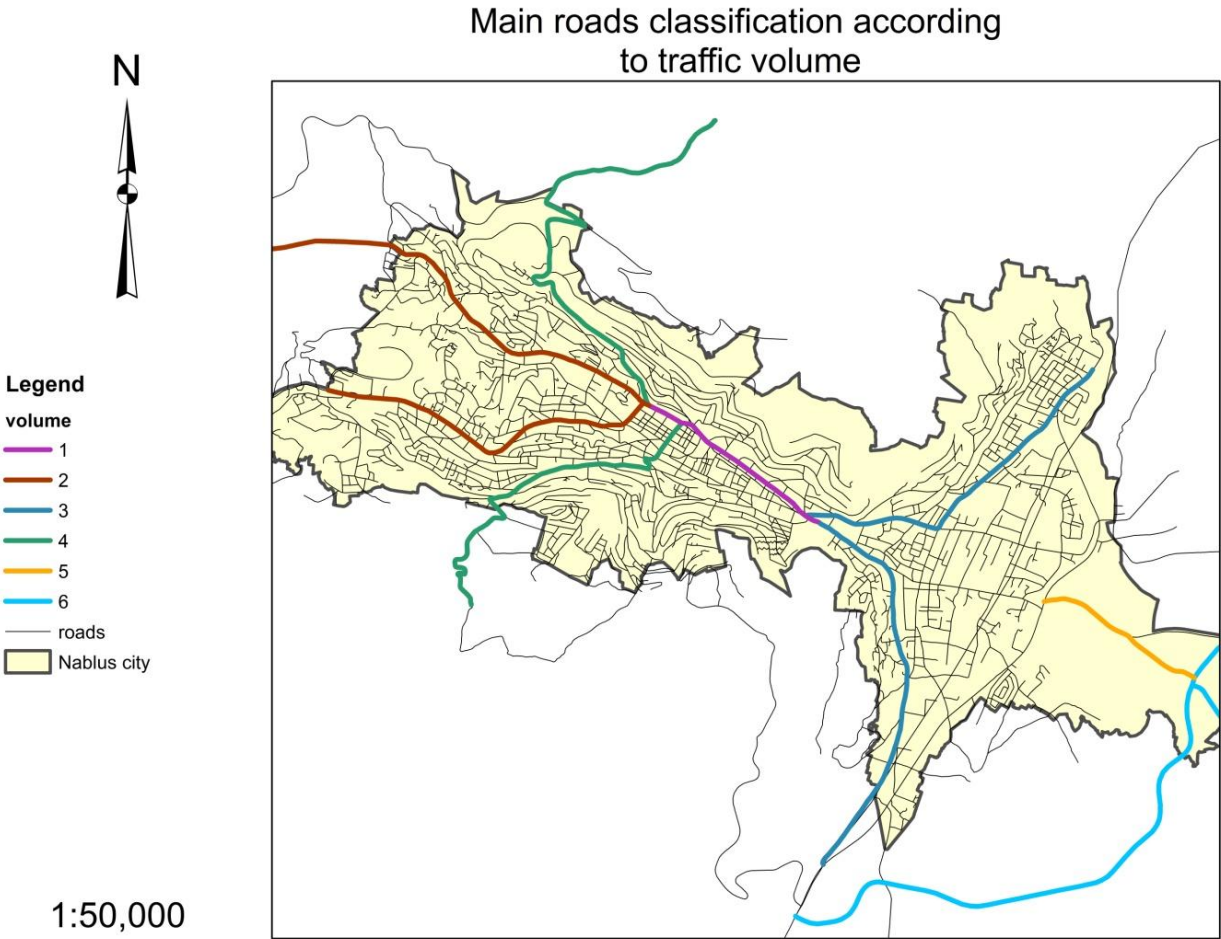 Main roads classification according
to traffic volume
N
Legend
volume
1
2
3
4
5
6
roads
Nablus city
1:50,000